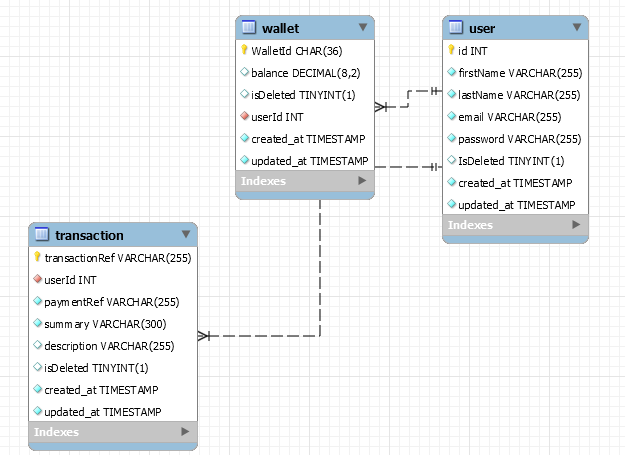 wallet
WalletId CHAR(36)
balance DECIMAL(8,2)
isDeleted TINYINT(1)
userId INT
created_at TIMESTAMP
updated_at TIMESTAMP
Indexes
user
id INT
firstName VARCHAR(255)
lastName VARCHAR(255)
email VARCHAR(255)
password VARCHAR(255)
IsDeleted TINYINT(1)
created_at TIMESTAMP
updated_at TIMESTAMP
Indexes
transaction
transactionRef VARCHAR(255)
userId INT
paymentRef VARCHAR(255)
summary VARCHAR(300)
description VARCHAR(255)
isDeleted TINYINT(1)
created_at TIMESTAMP
updated_at TIMESTAMP
Indexes